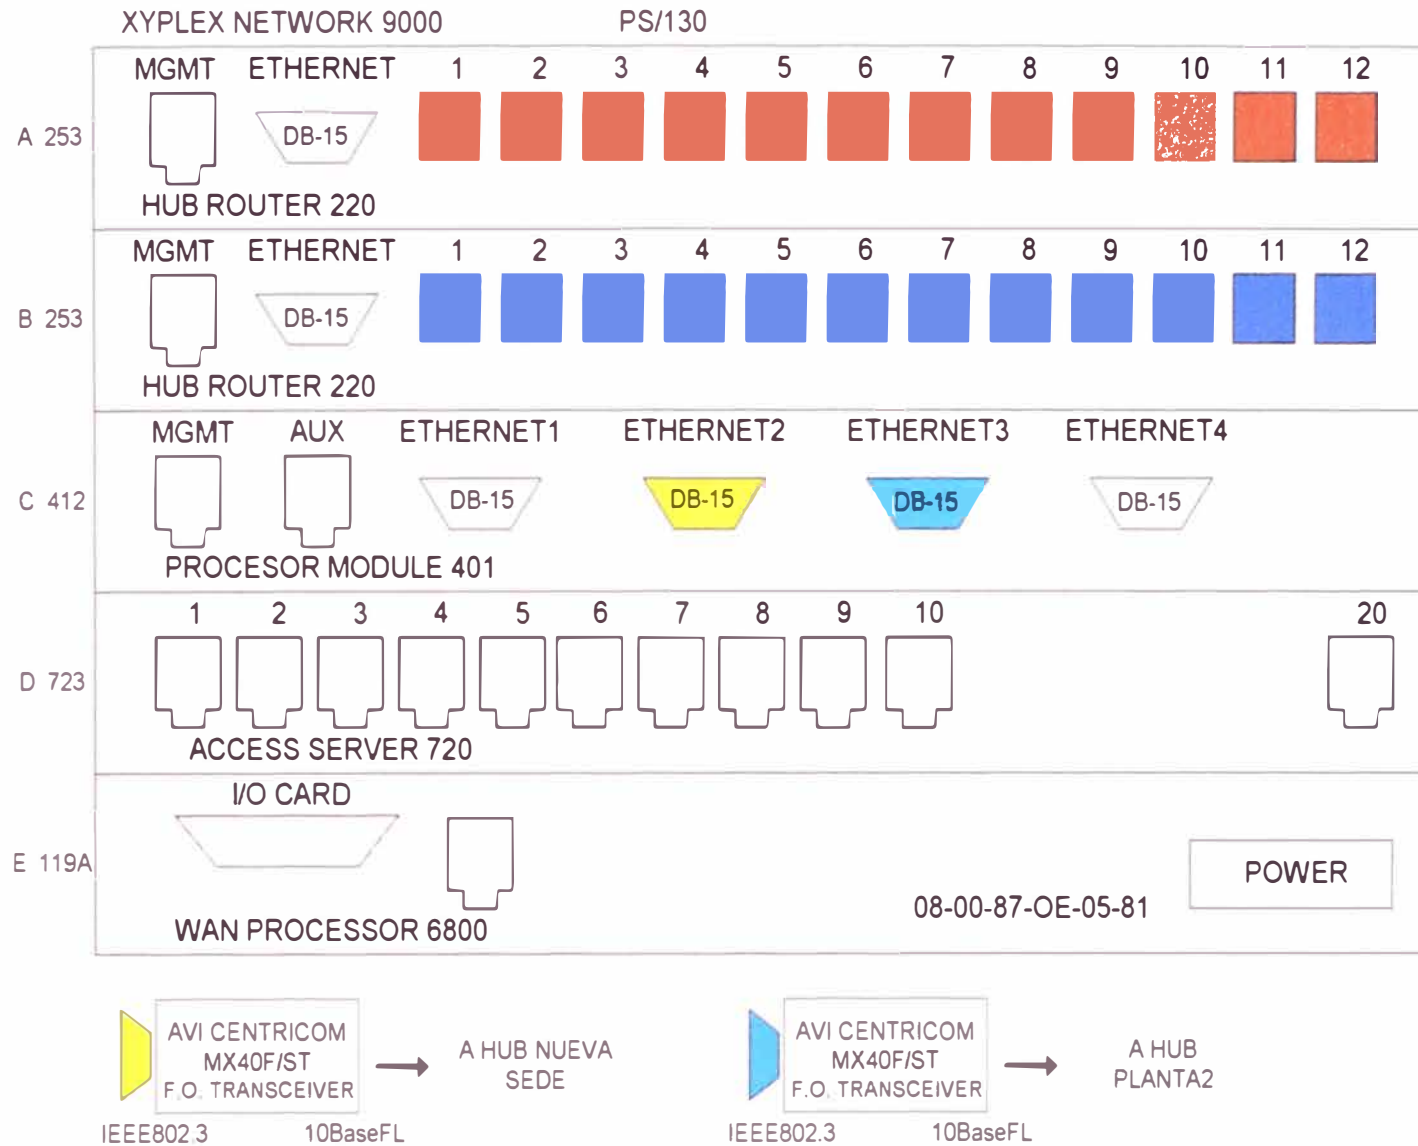 XYPLEX NETWORK 9000 PS/130
MGMT ETHERNET 1 2 3 4 5 6 7 8 9 10 11 12
A 253 DB-15
HUB ROUTER 220
MGMT ETHERNET 1 2 3 4 5 6 7 8 9 10 11 12
B 253 DB-15
HUB ROUTER 220
MGMT AUX ETHERNET1 ETHERNET2 ETHERNET3 ETHERNET4
C 412 DB-15 DB-15 DB-15 DB-15
PROCESOR MODULE 401
1 2 3 4 5 6 7 8 9 10 20
D 723
ACCESS SERVER 720
I/O CARD
E 119A POWER
08-00-87-OE-05-81
WAN PROCESSOR 6800
AVI CENTRICOM
MX40F/ST
F.O. TRANSCEIVER
A HUB NUEVA
SEDE
IEEE802.3 10BaseFL
AVI CENTRICOM
MX40F/ST
F.O. TRANSCEIVER
A HUB
PLANTA2
IEEE802.3 10BaseFL